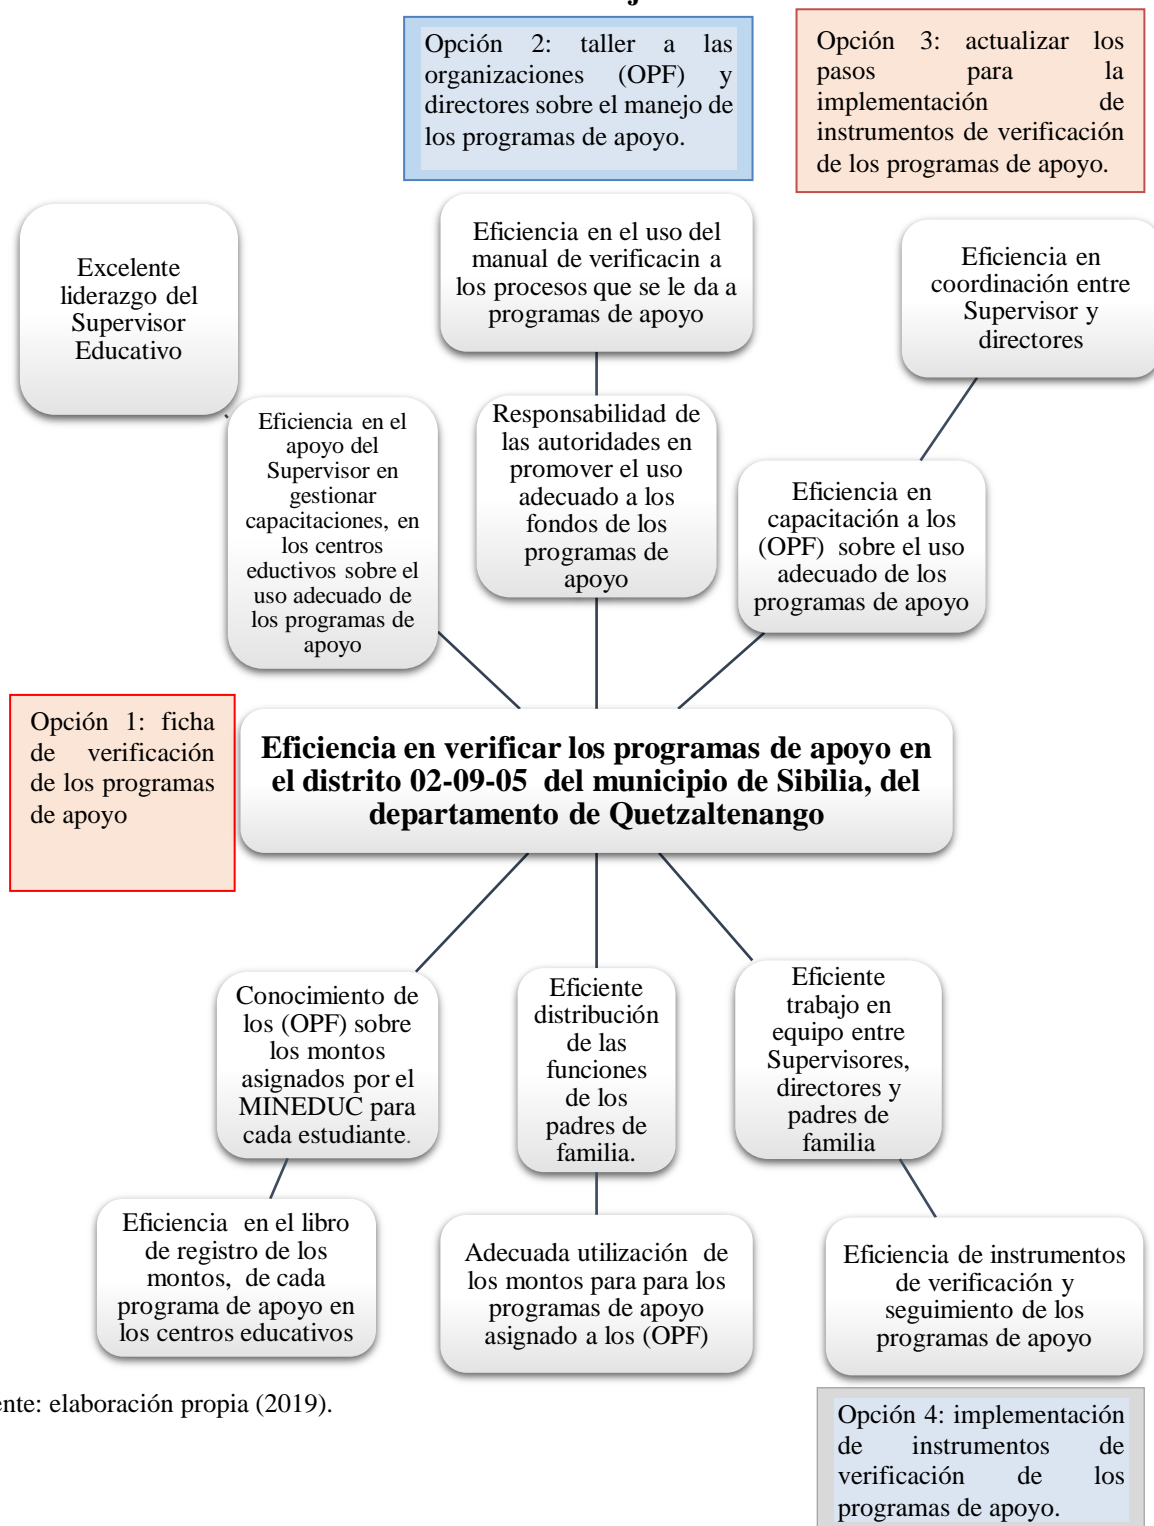 Opción 2: taller a las
organizaciones (OPF) y
directores sobre el manejo de
los programas de apoyo.
Opción 3: actualizar los
pasos para la
implementación de
instrumentos de verificación
de los programas de apoyo.
Excelente
liderazgo del
Supervisor
Educativo
Eficiencia en el uso del
manual de verificacin a
los procesos que se le da a
programas de apoyo
Eficiencia en
coordinación entre
Supervisor y
directores
Eficiencia en el
apoyo del
Supervisor en
gestionar
capacitaciones, en
los centros
eductivos sobre el
uso adecuado de
los programas de
apoyo
Responsabilidad de
las autoridades en
promover el uso
adecuado a los
fondos de los
programas de
apoyo
Eficiencia en
capacitación a los
(OPF) sobre el uso
adecuado de los
programas de apoyo
Opción 1: ficha
de verificación
de los programas
de apoyo
Eficiencia en verificar los programas de apoyo en
el distrito 02-09-05 del municipio de Sibilia, del
departamento de Quetzaltenango
Conocimiento de
los (OPF) sobre
los montos
asignados por el
MINEDUC para
cada estudiante.
Eficiente
distribución
de las
funciones
de los
padres de
familia.
Eficiente
trabajo en
equipo entre
Supervisores,
directores y
padres de
familia
Eficiencia en el libro
de registro de los
montos, de cada
programa de apoyo en
los centros educativos
Adecuada utilización de
los montos para para los
programas de apoyo
asignado a los (OPF)
Eficiencia de instrumentos
de verificación y
seguimiento de los
programas de apoyo
ente: elaboración propia (2019).
Opción 4: implementación
de instrumentos de
verificación de los
programas de apoyo.